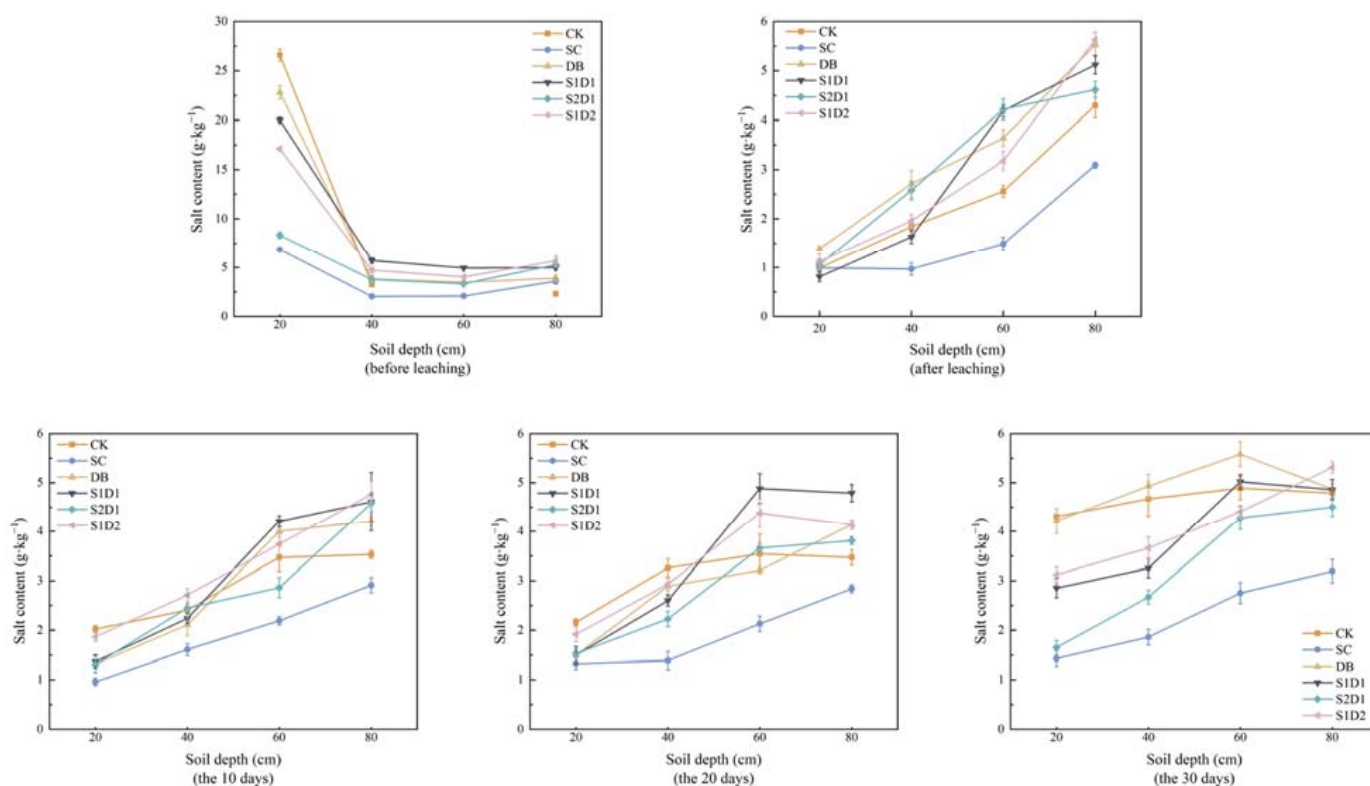 30
25
20
15
10
5
0
Salt content (g·kg⁻¹)
CK
SC
DB
S1D1
S2D1
S1D2
20 40 60 80
Soil depth (cm)
(before leaching)
6
5
4
3
2
1
0
Salt content (g·kg⁻¹)
CK
SC
DB
S1D1
S2D1
S1D2
20 40 60 80
Soil depth (cm)
(after leaching)
6
5
4
3
2
1
0
Salt content (g·kg⁻¹)
CK
SC
DB
S1D1
S2D1
S1D2
20 40 60 80
Soil depth (cm)
(the 10 days)
6
5
4
3
2
1
0
Salt content (g·kg⁻¹)
CK
SC
DB
S1D1
S2D1
S1D2
20 40 60 80
Soil depth (cm)
(the 20 days)
6
5
4
3
2
1
0
Salt content (g·kg⁻¹)
CK
SC
DB
S1D1
S2D1
S1D2
20 40 60 80
Soil depth (cm)
(the 30 days)